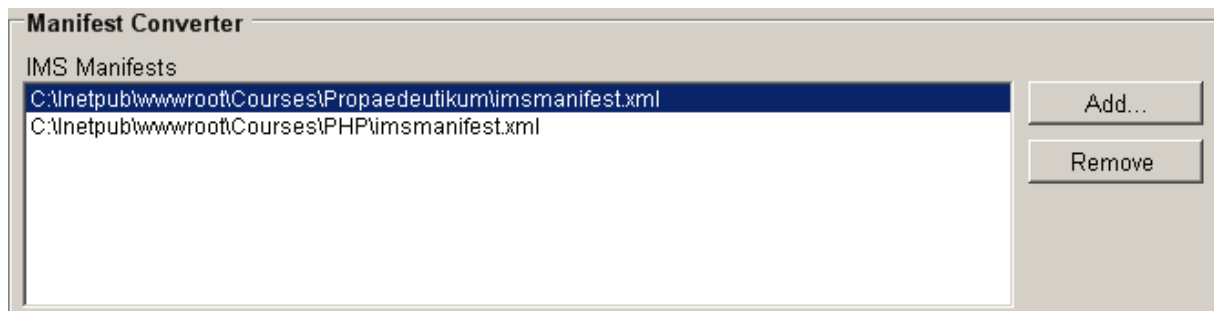 Manifest Converter
IMS Manifests
C:\Inetpub\wwwroot\Courses\Propaedeutikum\imsmanifest.xml
Add...
C:\Inetpub\wwwroot\Courses\PHP\imsmanifest.xml
Remove